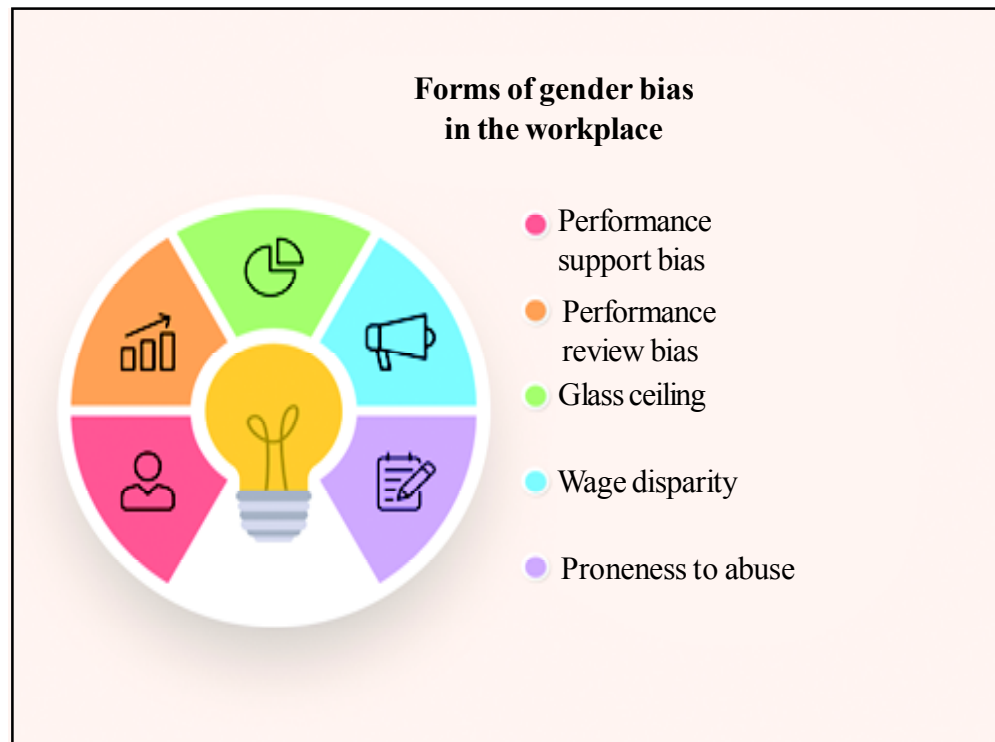 Forms of gender bias
in the workplace
Performance
support bias
Performance
review bias
Glass ceiling
Wage disparity
Proneness to abuse